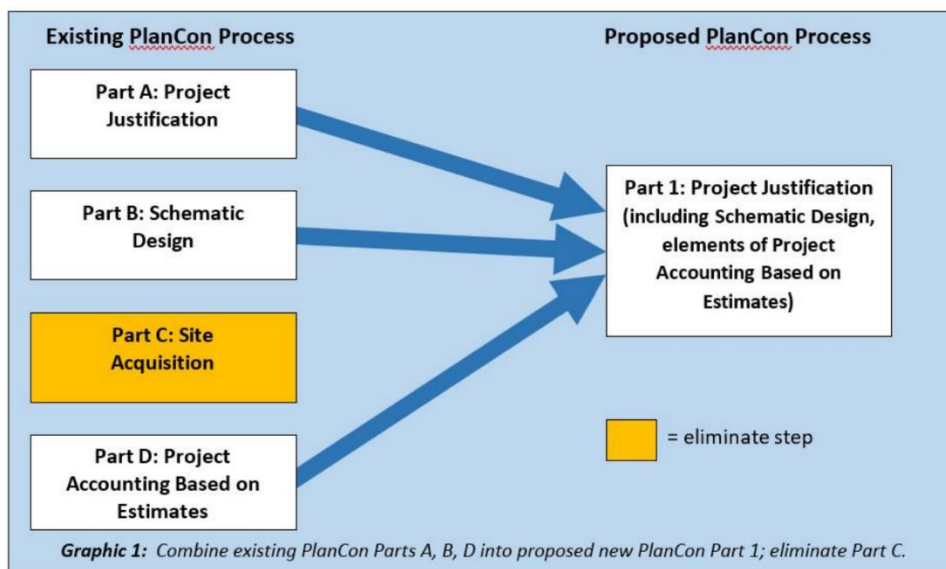 Existing PlanCon Process
Proposed PlanCon Process
Part A: Project
Justification
Part B: Schematic
Design
Part C: Site
Acquisition
Part D: Project
Accounting Based on
Estimates
Part 1: Project Justification
(including Schematic Design,
elements of Project
Accounting Based on
Estimates)
= eliminate step
Graphic 1: Combine existing PlanCon Parts A, B, D into proposed new PlanCon Part 1; eliminate Part C.